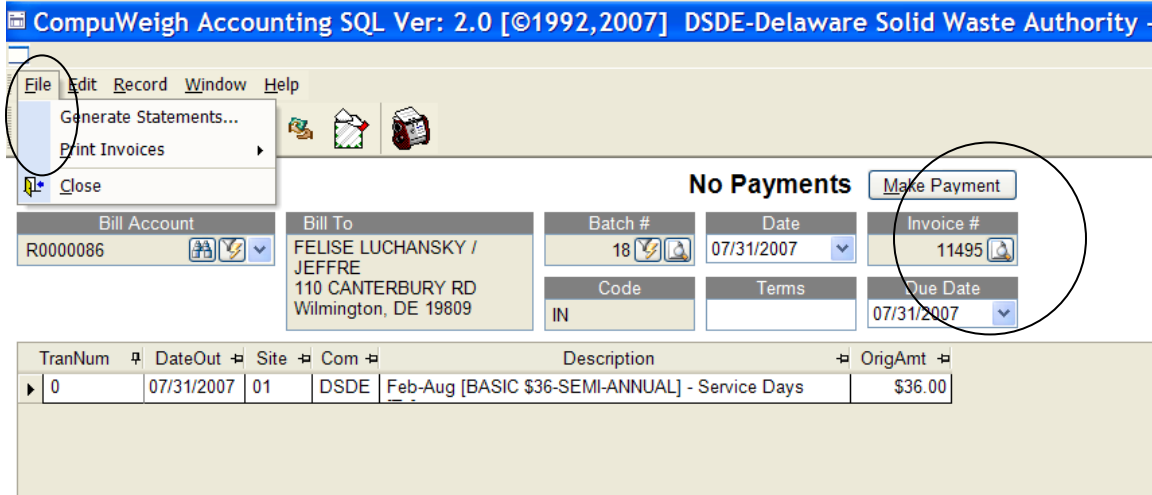 CompuWeigh Accounting SQL Ver: 2.0 [©1992,2007]  DSDE-Delaware Solid Waste Authority -
File Edit Record Window Help
Generate Statements...
Print Invoices
Close
No Payments Make Payment
Bill Account Bill To Batch # Date Invoice #
R0000086 FELISE LUCHANSKY / 18 07/31/2007 11495
JEFFRE
110 CANTERBURY RD Code Terms Due Date
Wilmington, DE 19809 IN 07/31/2007
TranNum DateOut Site Com Description OrigAmt
0 07/31/2007 01 DSDE Feb-Aug [BASIC $36-SEMI-ANNUAL] - Service Days $36.00